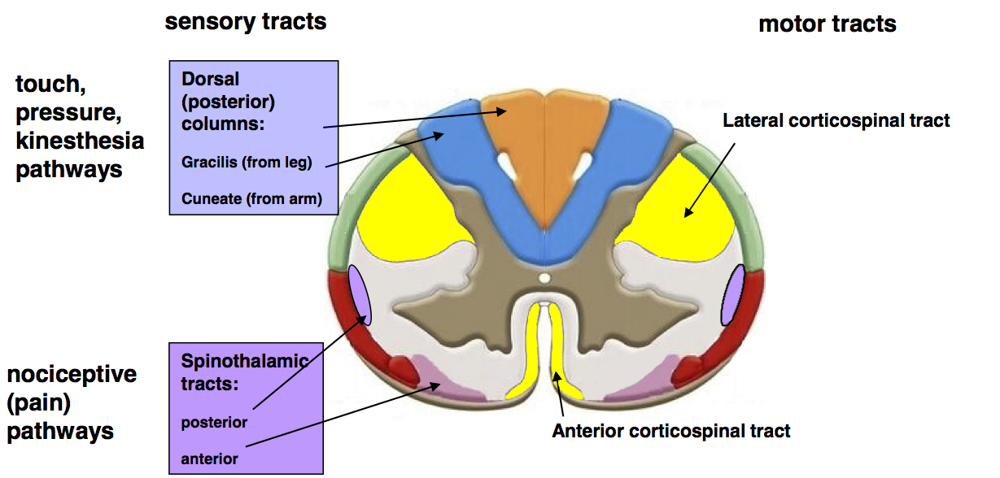 sensory tracts
motor tracts
touch,
pressure,
kinesthesia
pathways
Dorsal
(posterior)
columns:
Gracilis (from leg)
Cuneate (from arm)
Lateral corticospinal tract
nociceptive
(pain)
pathways
Spinothalamic
tracts:
posterior
anterior
Anterior corticospinal tract